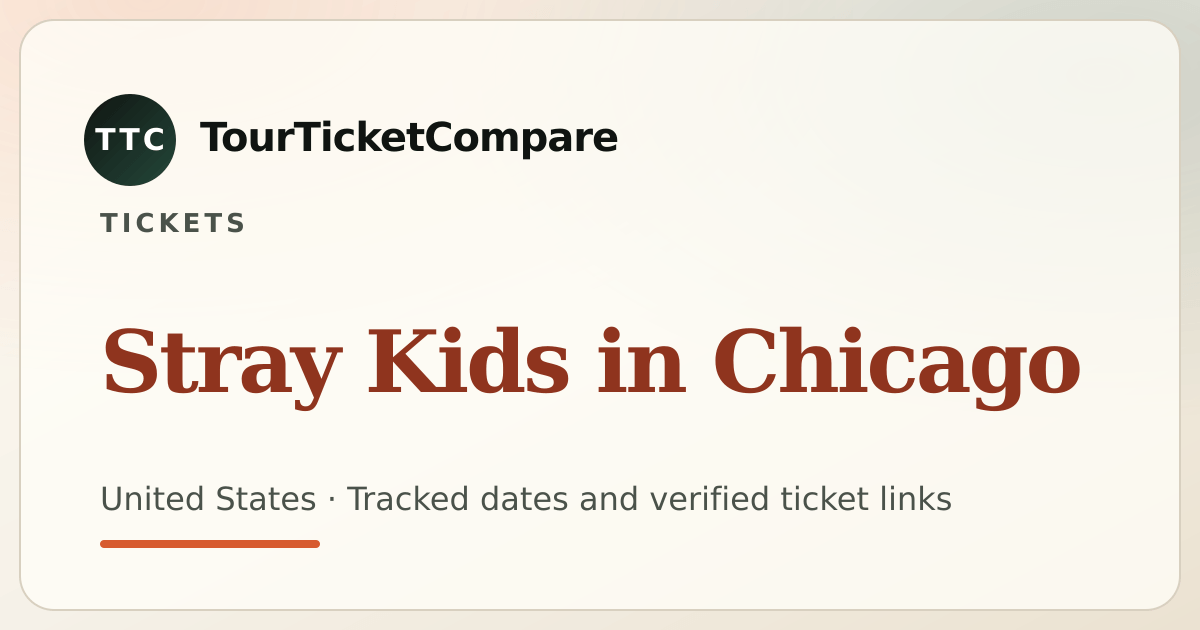 TTC TourTicketCompare
TICKETS
Stray Kids in Chicago
United States · Tracked dates and verified ticket links